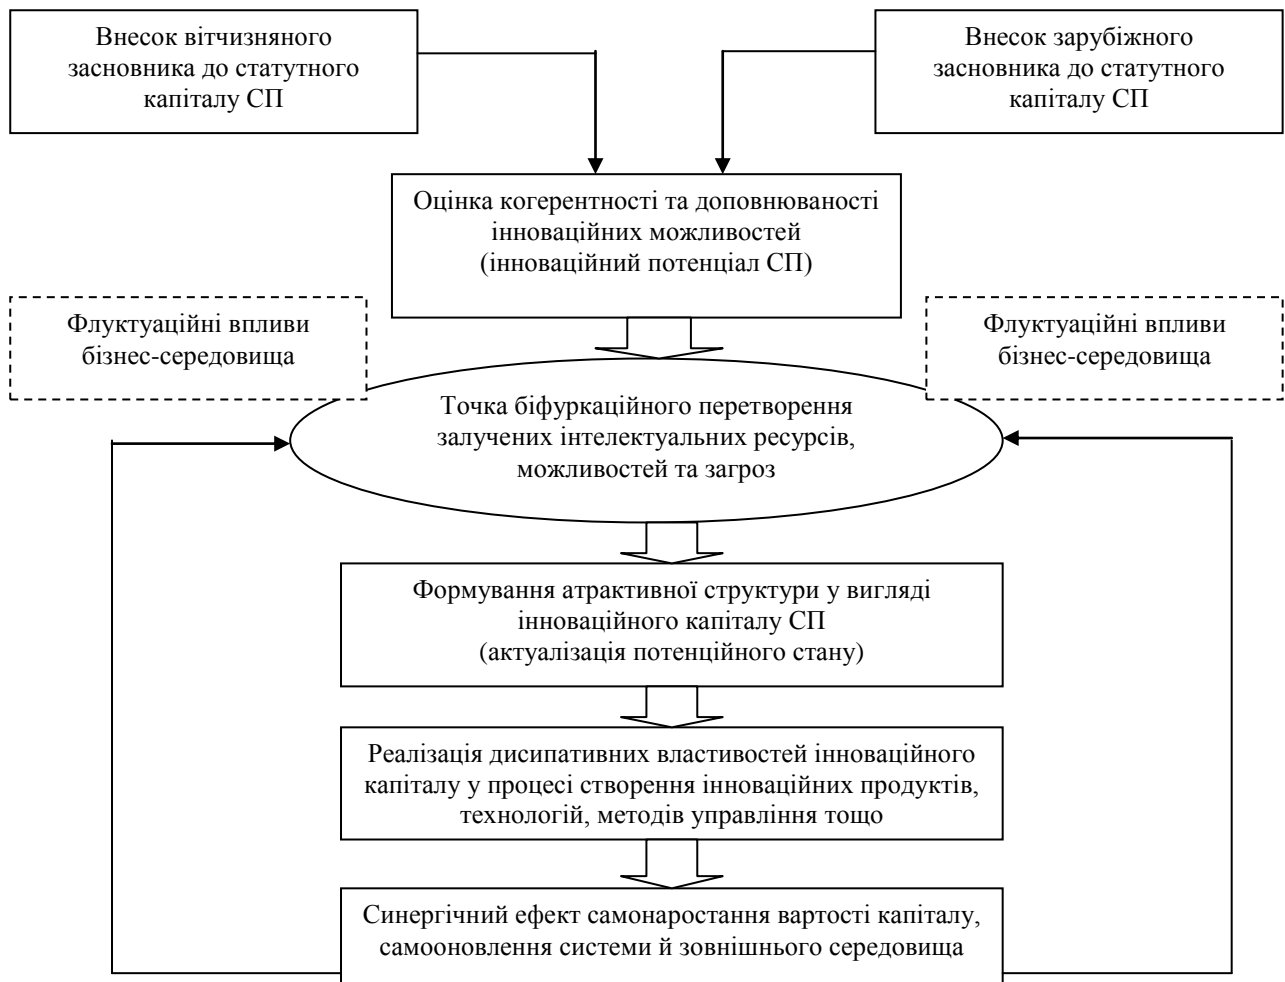 Внесок вітчизняного
засновника до статутного
капіталу СП
Внесок зарубіжного
засновника до статутного
капіталу СП
Оцінка когерентності та доповнюваності
інноваційних можливостей
(інноваційний потенціал СП)
Флуктуаційні впливи
бізнес-середовища
Флуктуаційні впливи
бізнес-середовища
Точка біфуркаційного перетворення
залучених інтелектуальних ресурсів,
можливостей та загроз
Формування атрактивної структури у вигляді
інноваційного капіталу СП
(актуалізація потенційного стану)
Реалізація дисипативних властивостей інноваційного
капіталу у процесі створення інноваційних продуктів,
технологій, методів управління тощо
Синергічний ефект самонаростання вартості капіталу,
самооновлення системи й зовнішнього середовища